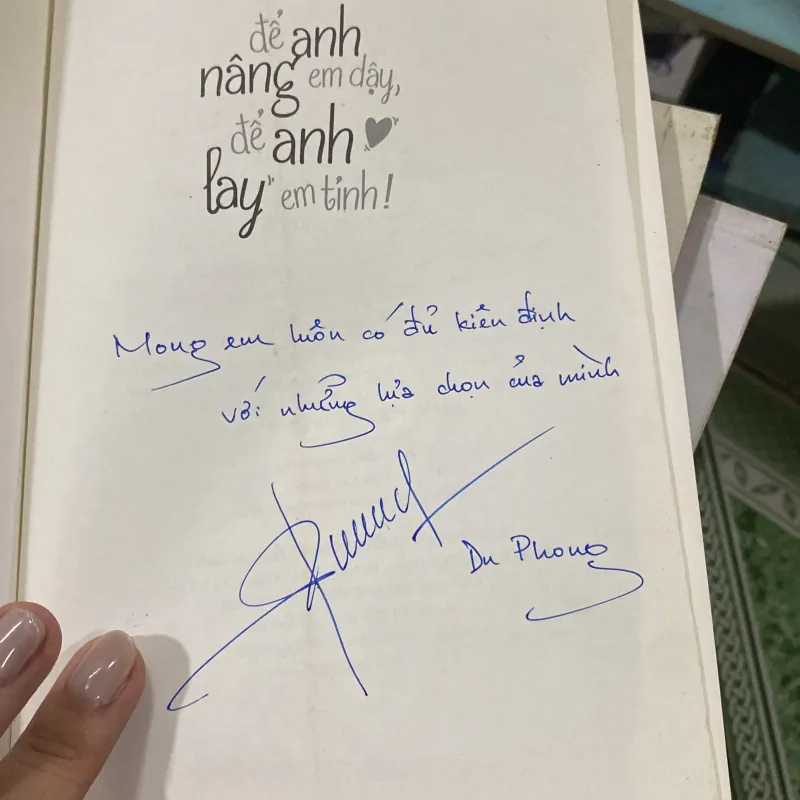 để anh
nâng em dậy,
để anh
lay em tỉnh!
Mong em luôn có đủ kiên định
với những lựa chọn của mình
Du Phong